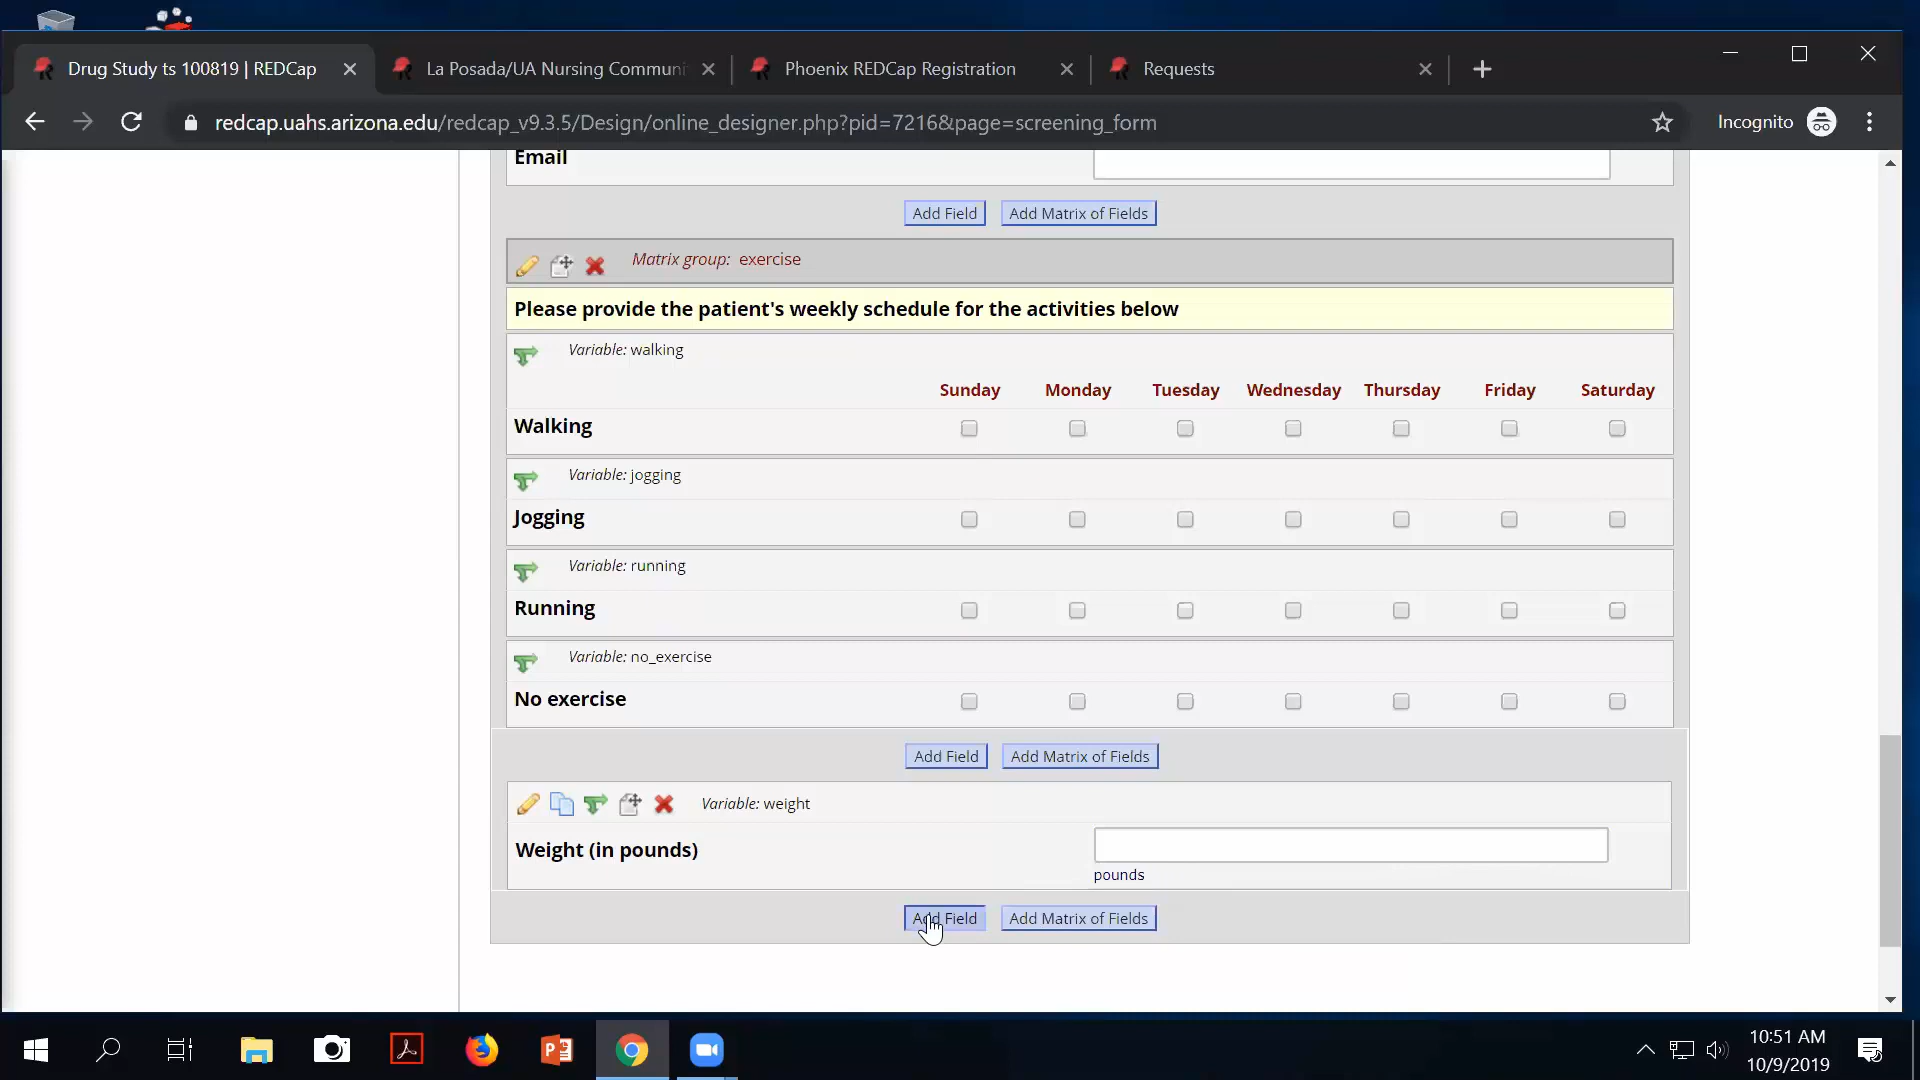 Drug Study ts 100819 | REDCap
La Posada/UA Nursing Communi
Phoenix REDCap Registration
Requests
redcap.uahs.arizona.edu/redcap_v9.3.5/Design/online_designer.php?pid=7216&page=screening_form
Incognito
Email
Add Field Add Matrix of Fields
Matrix group: exercise
Please provide the patient's weekly schedule for the activities below
Variable: walking
Sunday Monday Tuesday Wednesday Thursday Friday Saturday
Walking
Variable: jogging
Jogging
Variable: running
Running
Variable: no_exercise
No exercise
Add Field Add Matrix of Fields
Variable: weight
Weight (in pounds)
pounds
Add Field Add Matrix of Fields
10:51 AM
10/9/2019